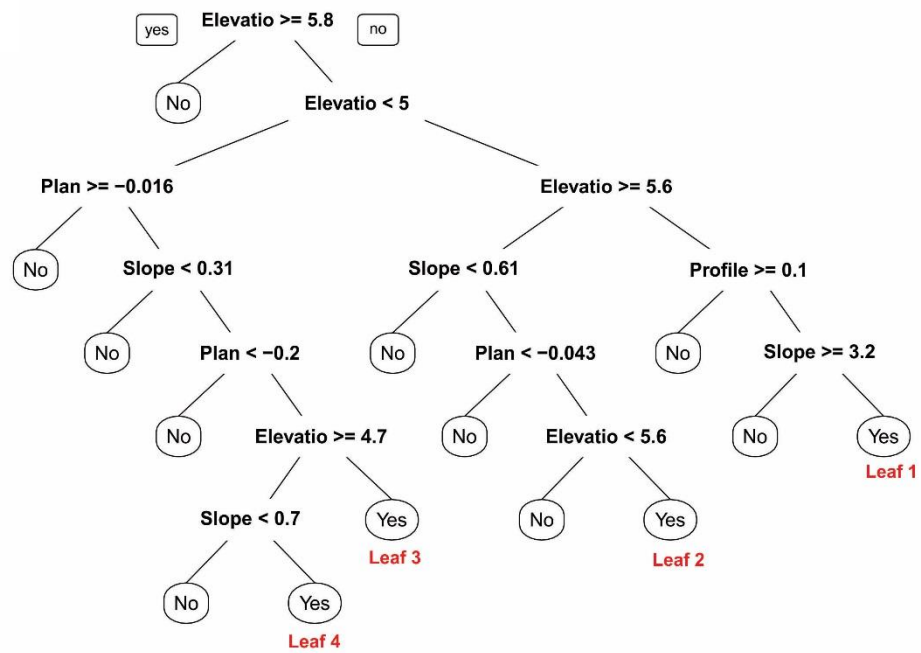 yes
Elevatio >= 5.8
no
No
Elevatio < 5
Plan >= −0.016
Elevatio >= 5.6
No
Slope < 0.31
Slope < 0.61
Profile >= 0.1
No
Plan < −0.2
No
Plan < −0.043
No
Slope >= 3.2
No
Elevatio >= 4.7
No
Elevatio < 5.6
No
Yes
Leaf 1
Slope < 0.7
Yes
No
Yes
Leaf 3
Leaf 2
No
Yes
Leaf 4